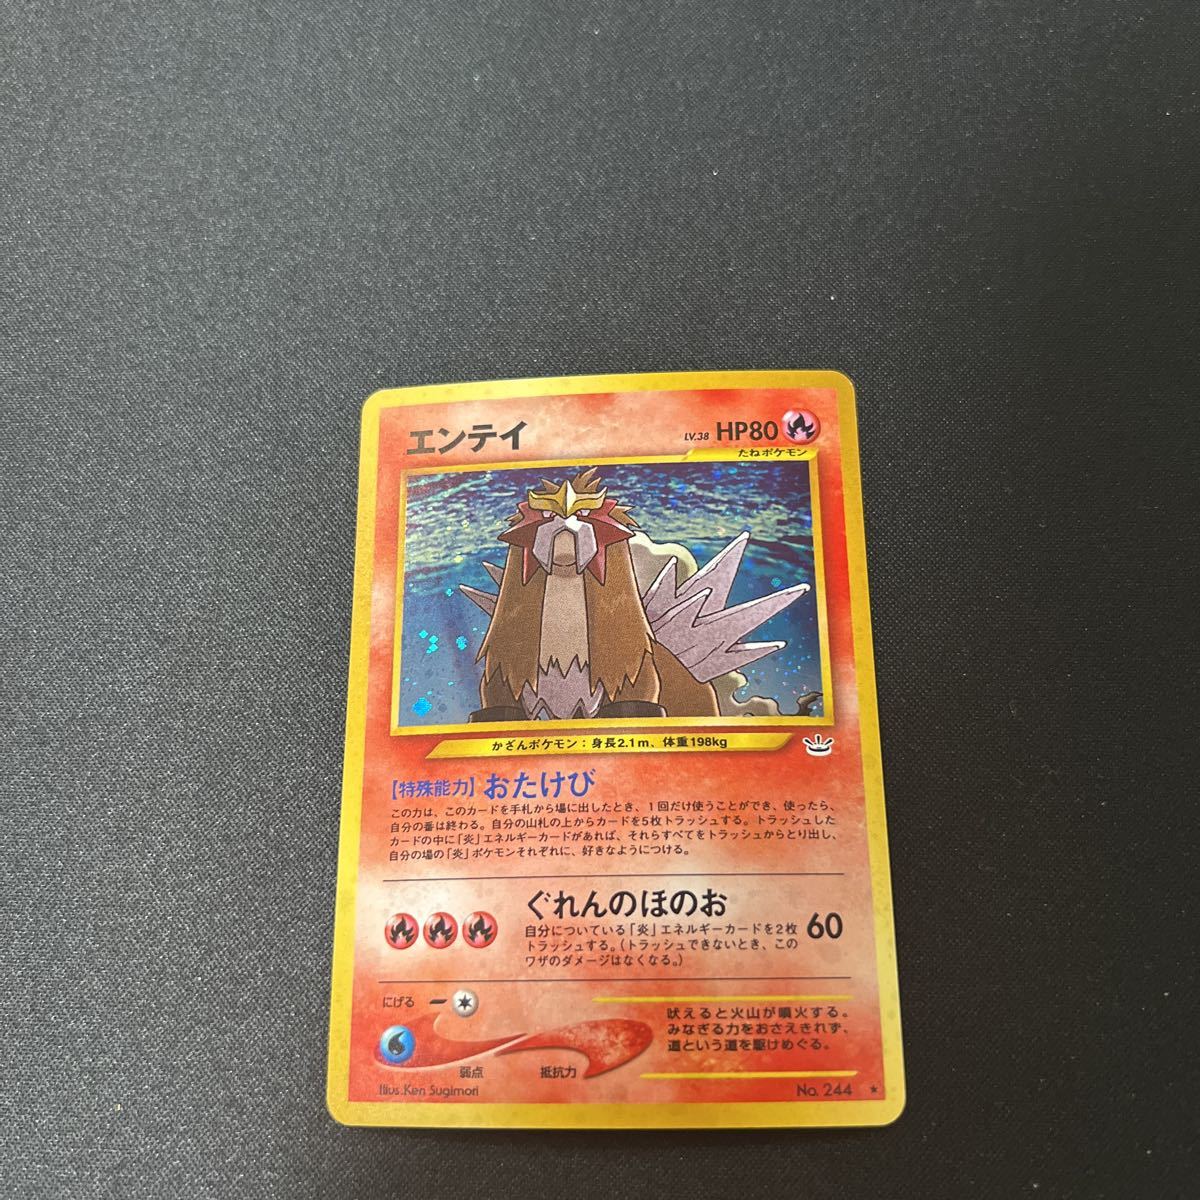 エンテイ LV.38 HP80
たねポケモン
かざんポケモン：身長2.1m、体重198kg
【特殊能力】おたけび
この力は、このカードを手札から場に出したとき、1回だけ使うことができ、使ったら、
自分の番は終わる。自分の山札の上からカードを5枚トラッシュする。トラッシュした
カードの中に「炎」エネルギーカードがあれば、それらすべてをトラッシュからとり出し、
自分の場の「炎」ポケモンそれぞれに、好きなようにつける。
ぐれんのほのお 60
自分についている「炎」エネルギーカードを2枚
トラッシュする。（トラッシュできないとき、この
ワザのダメージはなくなる。）
にげる
弱点 抵抗力
吠えると火山が噴火する。
みなぎる力をおさえきれず、
道という道を駆けめぐる。
Illus.Ken Sugimori No. 244 ★